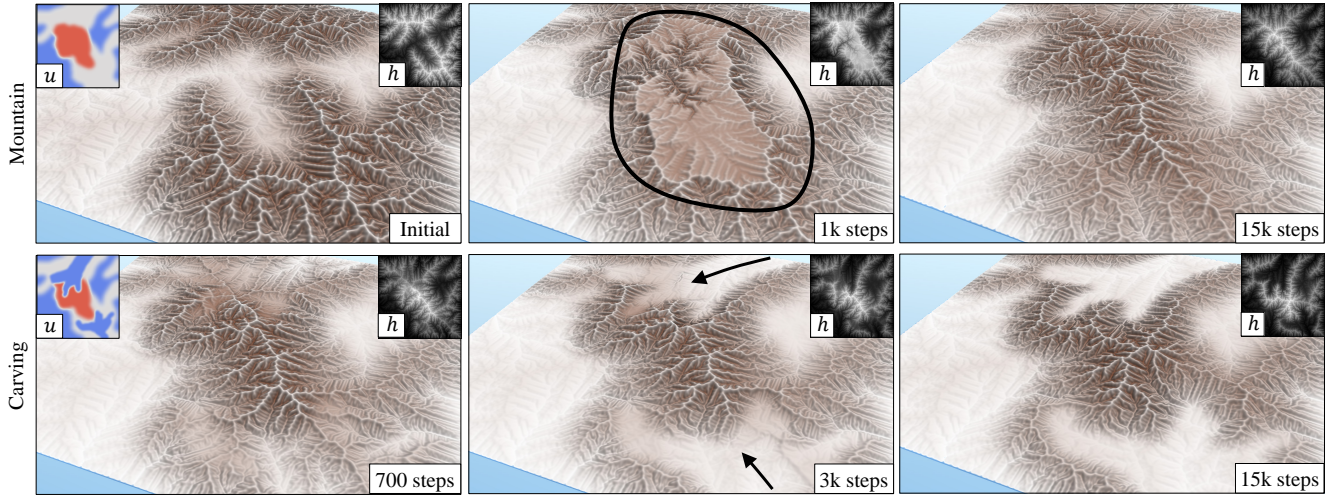 Mountain
u
h
Initial
h
1k steps
h
15k steps
Carving
u
h
700 steps
h
3k steps
h
15k steps